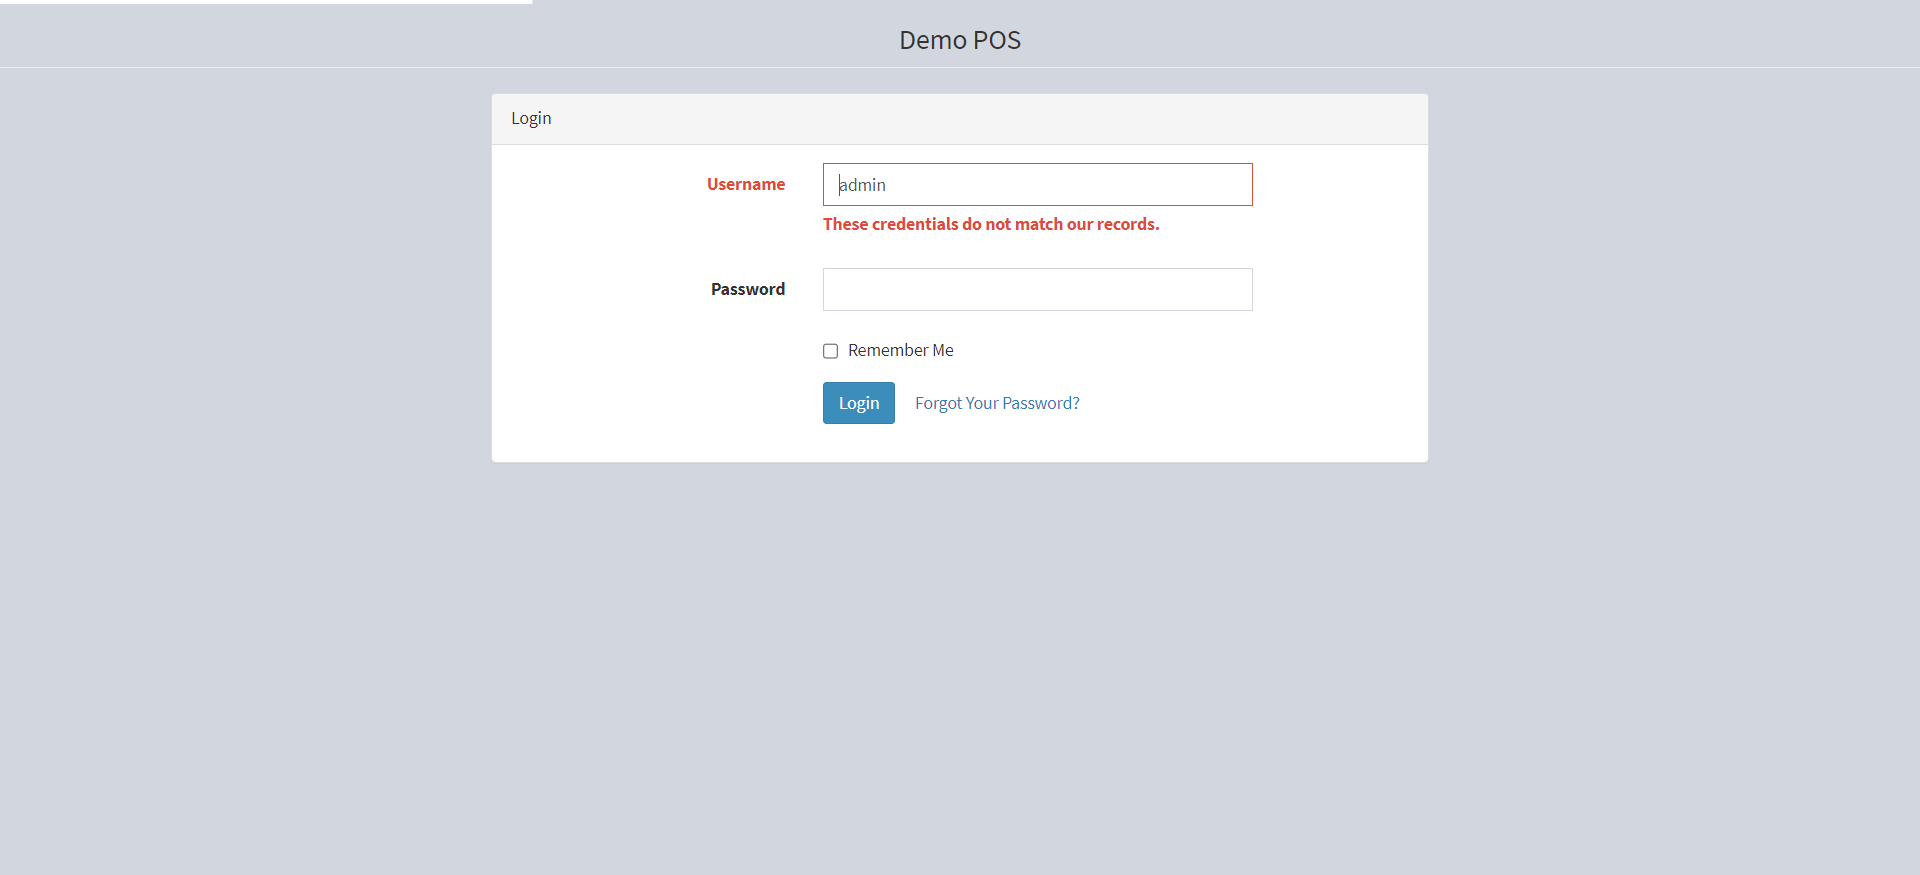 Demo POS
Login
Username
admin
These credentials do not match our records.
Password
Remember Me
Login
Forgot Your Password?